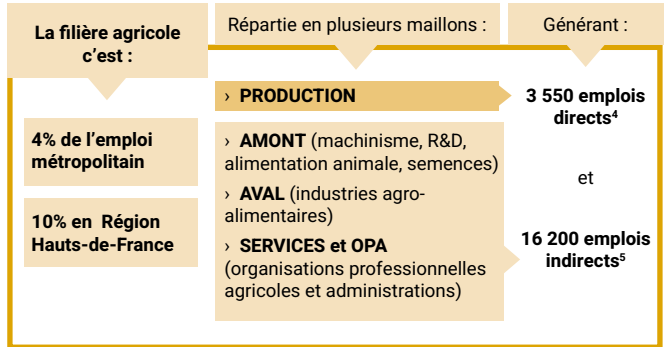 La filière agricole
c’est :
4% de l’emploi
métropolitain
10% en Région
Hauts-de-France
Répartie en plusieurs maillons :
› PRODUCTION
› AMONT (machinisme, R&D,
alimentation animale, semences)
› AVAL (industries agro-
alimentaires)
› SERVICES et OPA
(organisations professionnelles
agricoles et administrations)
Générant :
3 550 emplois
directs⁴
et
16 200 emplois
indirects⁵